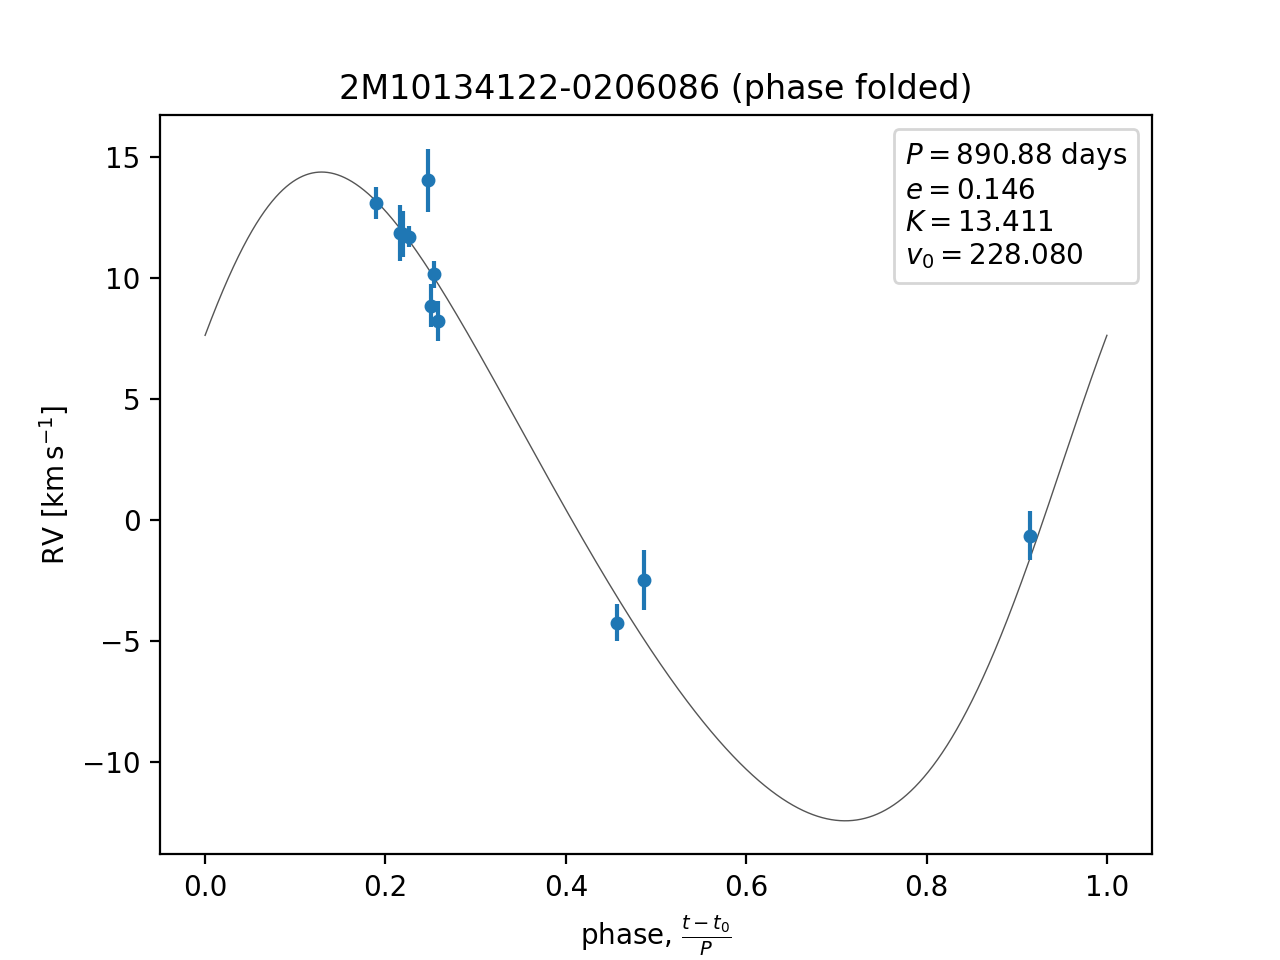 2M10134122-0206086 (phase folded)
P = 890.88 days
e = 0.146
K = 13.411
v₀ = 228.080
15
10
5
0
−5
−10
RV [km s⁻¹]
0.0 0.2 0.4 0.6 0.8 1.0
phase, (t − t₀)/P